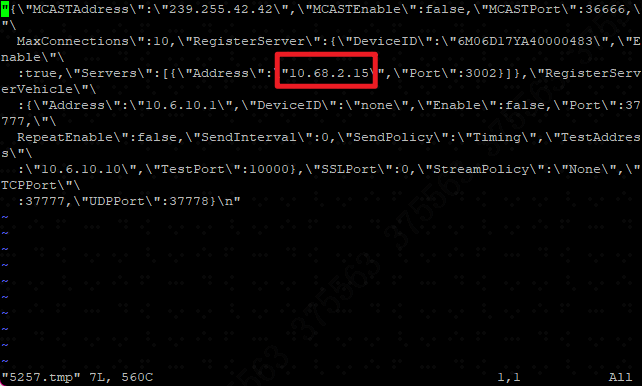 "{\"MCASTAddress\":\"239.255.42.42\",\"MCASTEnable\":false,\"MCASTPort\":36666,\
\"\
  MaxConnections\":10,\"RegisterServer\":{\"DeviceID\":\"6M06D17YA40000483\",\"E
nable\"\
  :true,\"Servers\":[{\"Address\":\"10.68.2.15\",\"Port\":3002}]},\"RegisterServ
erVehicle\"\
  :{\"Address\":\"10.6.10.1\",\"DeviceID\":\"none\",\"Enable\":false,\"Port\":37
777,\"\
  RepeatEnable\":false,\"SendInterval\":0,\"SendPolicy\":\"Timing\",\"TestAddres
s\"\
  :\"10.6.10.10\",\"TestPort\":10000},\"SSLPort\":0,\"StreamPolicy\":\"None\",\"
TCPPort\"\
  :37777,\"UDPPort\":37778}\n"
~
~
~
~
~
~
~
~
~
"5257.tmp" 7L, 560C 1,1 All